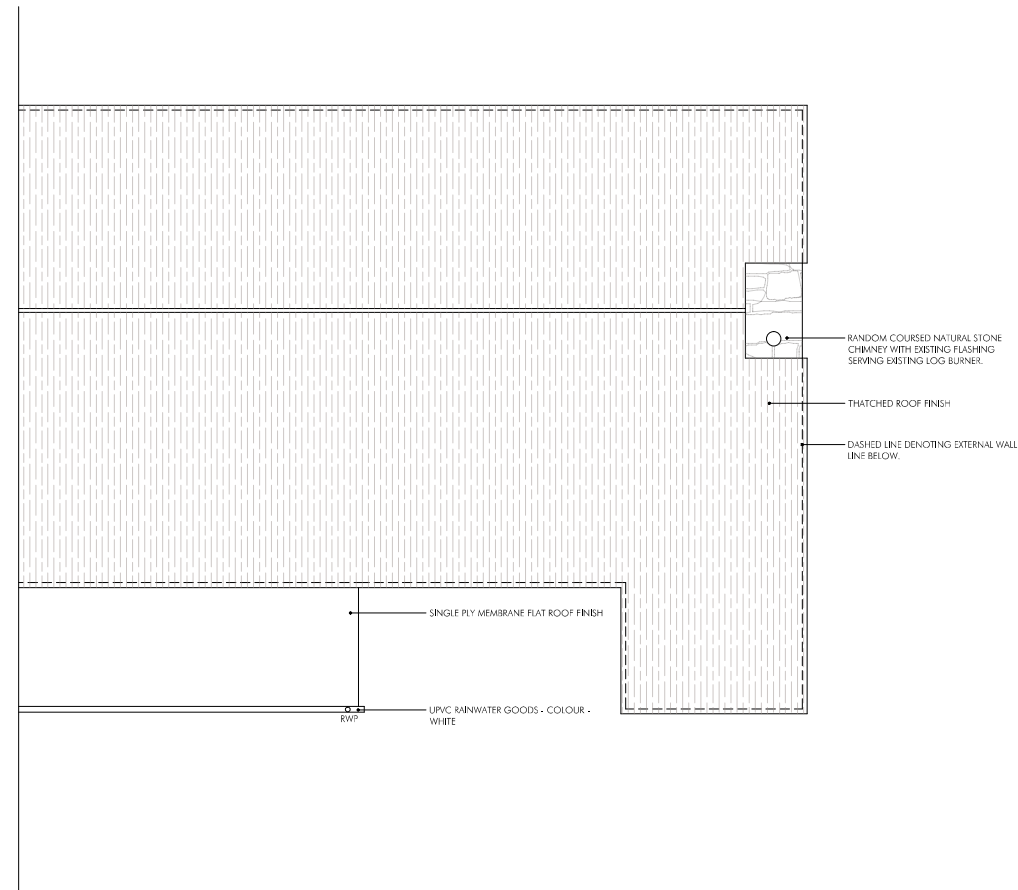 RANDOM COURSED NATURAL STONE
CHIMNEY WITH EXISTING FLASHING
SERVING EXISTING LOG BURNER.
THATCHED ROOF FINISH
DASHED LINE DENOTING EXTERNAL WALL
LINE BELOW.
SINGLE PLY MEMBRANE FLAT ROOF FINISH
UPVC RAINWATER GOODS - COLOUR -
WHITE
RWP